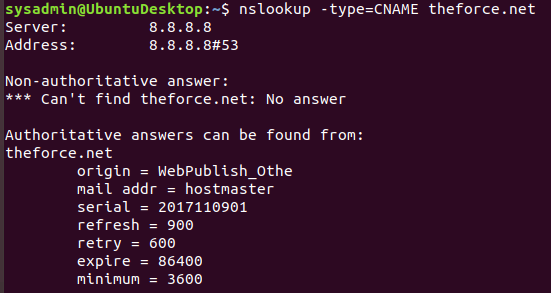 sysadmin@UbuntuDesktop:~$ nslookup -type=CNAME theforce.net
Server:         8.8.8.8
Address:        8.8.8.8#53

Non-authoritative answer:
*** Can't find theforce.net: No answer

Authoritative answers can be found from:
theforce.net
        origin = WebPublish_Othe
        mail addr = hostmaster
        serial = 2017110901
        refresh = 900
        retry = 600
        expire = 86400
        minimum = 3600